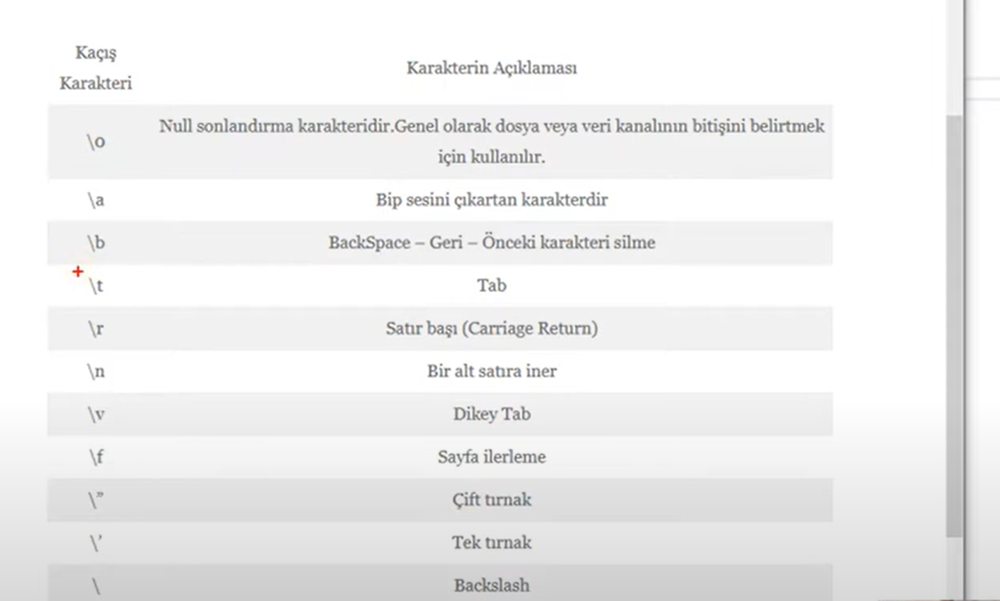 Kaçış
Karakteri
Karakterin Açıklaması
\0
Null sonlandırma karakteridir.Genel olarak dosya veya veri kanalının bitişini belirtmek
için kullanılır.
\a Bip sesini çıkartan karakterdir
\b BackSpace – Geri – Önceki karakteri silme
\t Tab
\r Satır başı (Carriage Return)
\n Bir alt satıra iner
\v Dikey Tab
\f Sayfa ilerleme
\” Çift tırnak
\’ Tek tırnak
\ Backslash